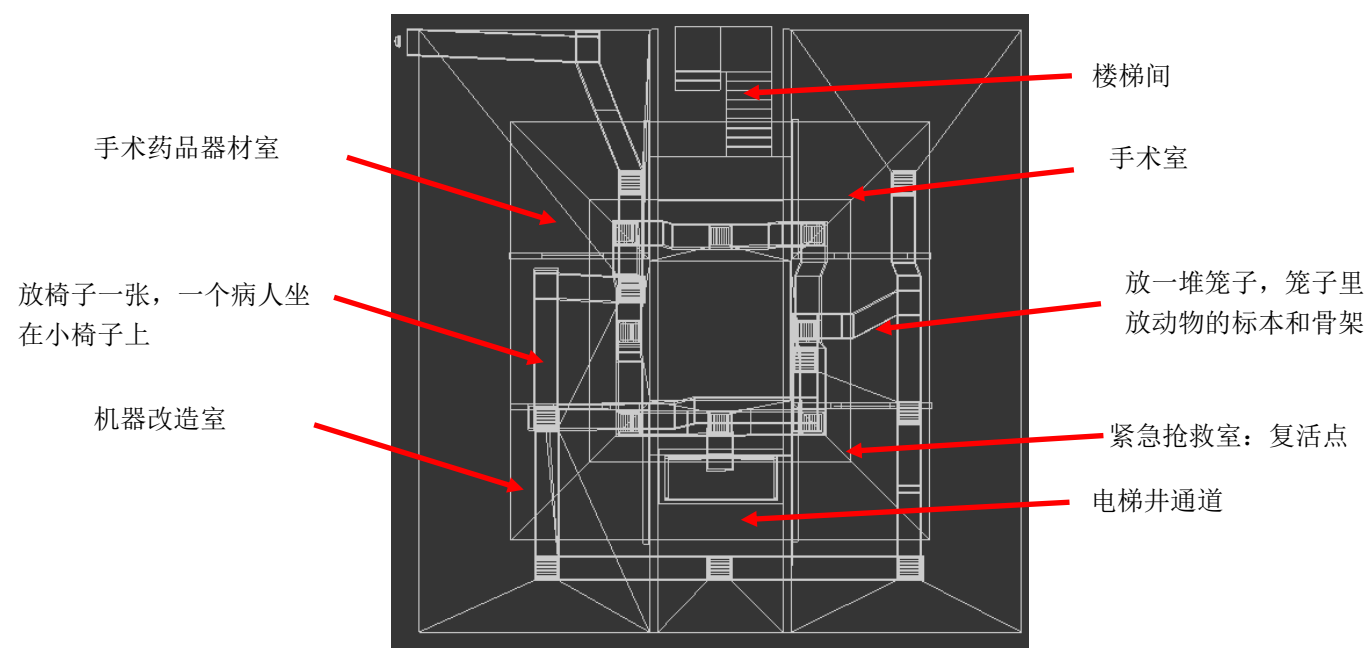 楼梯间
手术药品器材室
手术室
放椅子一张，一个病人坐
在小椅子上
放一堆笼子，笼子里
放动物的标本和骨架
机器改造室
紧急抢救室：复活点
电梯井通道